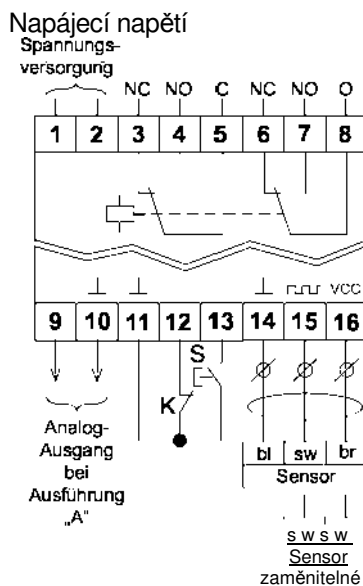 Napájecí napětí
Spannungs-
versorgung
NC NO C NC NO O
1 2 3 4 5 6 7 8
⊥ ⊥ ⊥ VCC
9 10 11 12 13 14 15 16
S
K
Analog-
Ausgang
bei
Ausführung
„A"
bl sw br
Sensor
s w s w
Sensor
zaměnitelné